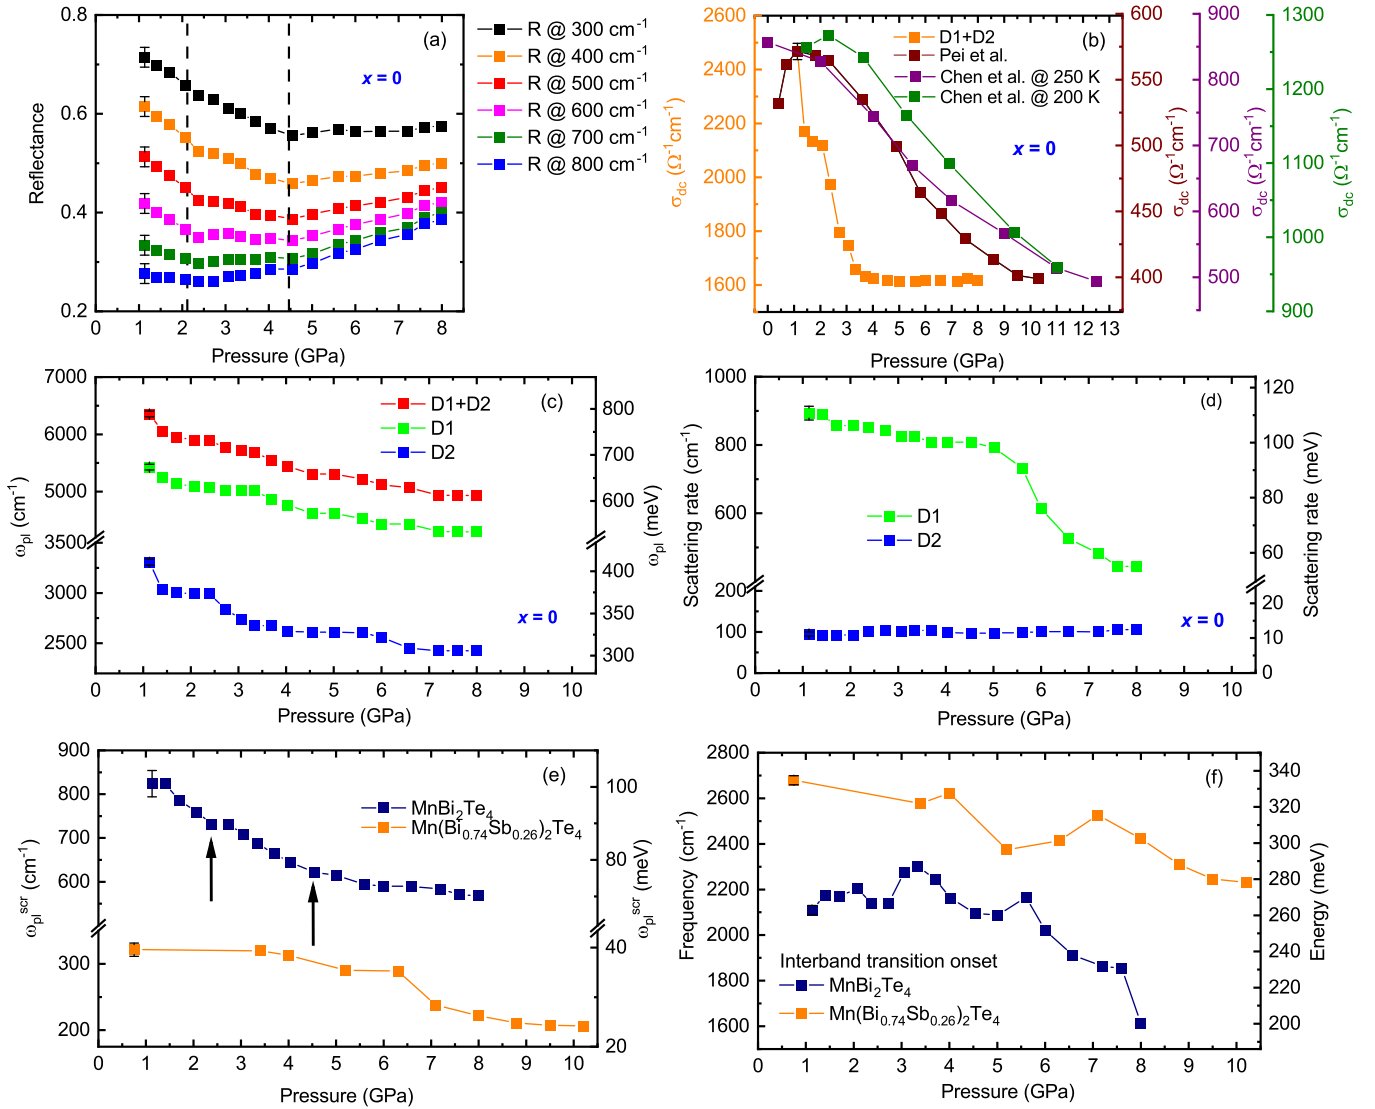 (a)
x = 0
R @ 300 cm⁻¹
R @ 400 cm⁻¹
R @ 500 cm⁻¹
R @ 600 cm⁻¹
R @ 700 cm⁻¹
R @ 800 cm⁻¹
0.8
0.6
0.4
0.2
Reflectance
0 1 2 3 4 5 6 7 8
Pressure (GPa)
(b)
D1+D2
Pei et al.
Chen et al. @ 250 K
Chen et al. @ 200 K
x = 0
2600
2400
2200
2000
1800
1600
σdc (Ω⁻¹cm⁻¹)
600
550
500
450
400
σdc (Ω⁻¹cm⁻¹)
900
800
700
600
500
σdc (Ω⁻¹cm⁻¹)
1300
1200
1100
1000
900
σdc (Ω⁻¹cm⁻¹)
0 1 2 3 4 5 6 7 8 9 10 11 12 13
Pressure (GPa)
(c)
D1+D2
D1
D2
x = 0
7000
6000
5000
3500
3000
2500
ωpl (cm⁻¹)
800
700
600
400
350
300
ωpl (meV)
0 1 2 3 4 5 6 7 8 9 10
Pressure (GPa)
(d)
D1
D2
x = 0
1000
800
600
200
100
0
Scattering rate (cm⁻¹)
120
100
80
60
20
10
0
Scattering rate (meV)
0 1 2 3 4 5 6 7 8 9 10
Pressure (GPa)
(e)
MnBi₂Te₄
Mn(Bi₀.₇₄Sb₀.₂₆)₂Te₄
900
800
700
600
300
200
ωplˢᶜʳ (cm⁻¹)
100
80
40
20
ωplˢᶜʳ (meV)
0 1 2 3 4 5 6 7 8 9 10
Pressure (GPa)
(f)
Interband transition onset
MnBi₂Te₄
Mn(Bi₀.₇₄Sb₀.₂₆)₂Te₄
2800
2600
2400
2200
2000
1800
1600
Frequency (cm⁻¹)
340
320
300
280
260
240
220
200
Energy (meV)
0 1 2 3 4 5 6 7 8 9 10
Pressure (GPa)